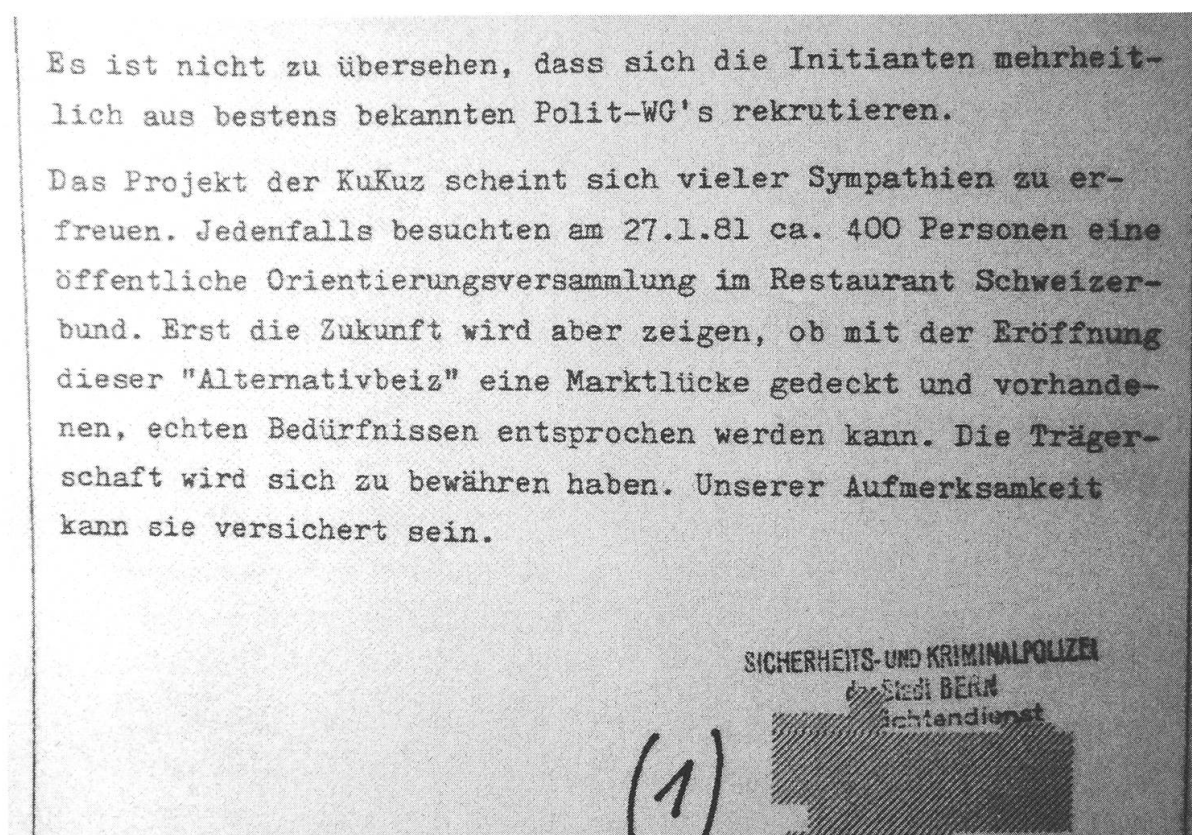 Es ist nicht zu übersehen, dass sich die Initianten mehrheit-
lich aus bestens bekannten Polit-WG's rekrutieren.
Das Projekt der KuKuz scheint sich vieler Sympathien zu er-
freuen. Jedenfalls besuchten am 27.1.81 ca. 400 Personen eine
öffentliche Orientierungsversammlung im Restaurant Schweizer-
bund. Erst die Zukunft wird aber zeigen, ob mit der Eröffnung
dieser "Alternativbeiz" eine Marktlücke gedeckt und vorhande-
nen, echten Bedürfnissen entsprochen werden kann. Die Träger-
schaft wird sich zu bewähren haben. Unserer Aufmerksamkeit
kann sie versichert sein.
SICHERHEITS- UND KRIMINALPOLIZEI
der Stadt BERN
ichtendienst
(1)